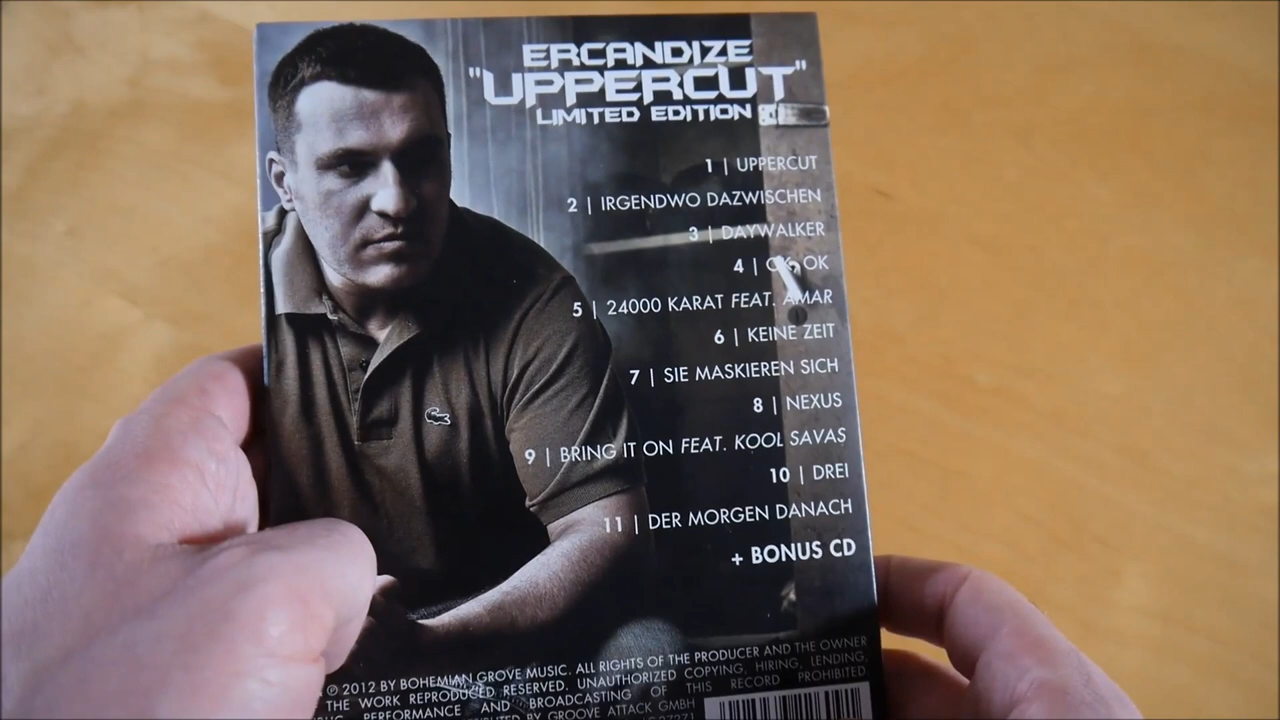 ERCANDIZE
"UPPERCUT"
LIMITED EDITION
1 | UPPERCUT
2 | IRGENDWO DAZWISCHEN
3 | DAYWALKER
4 | OK, OK
5 | 24000 KARAT FEAT. AMAR
6 | KEINE ZEIT
7 | SIE MASKIEREN SICH
8 | NEXUS
9 | BRING IT ON FEAT. KOOL SAVAS
10 | DREI
11 | DER MORGEN DANACH
+ BONUS CD
℗ 2012 BY BOHEMIAN GROVE MUSIC. ALL RIGHTS OF THE PRODUCER AND THE OWNER
THE WORK REPRODUCED RESERVED. UNAUTHORIZED COPYING, HIRING, LENDING,
PERFORMANCE AND BROADCASTING OF THIS RECORD PROHIBITED
BY GROOVE ATTACK GMBH